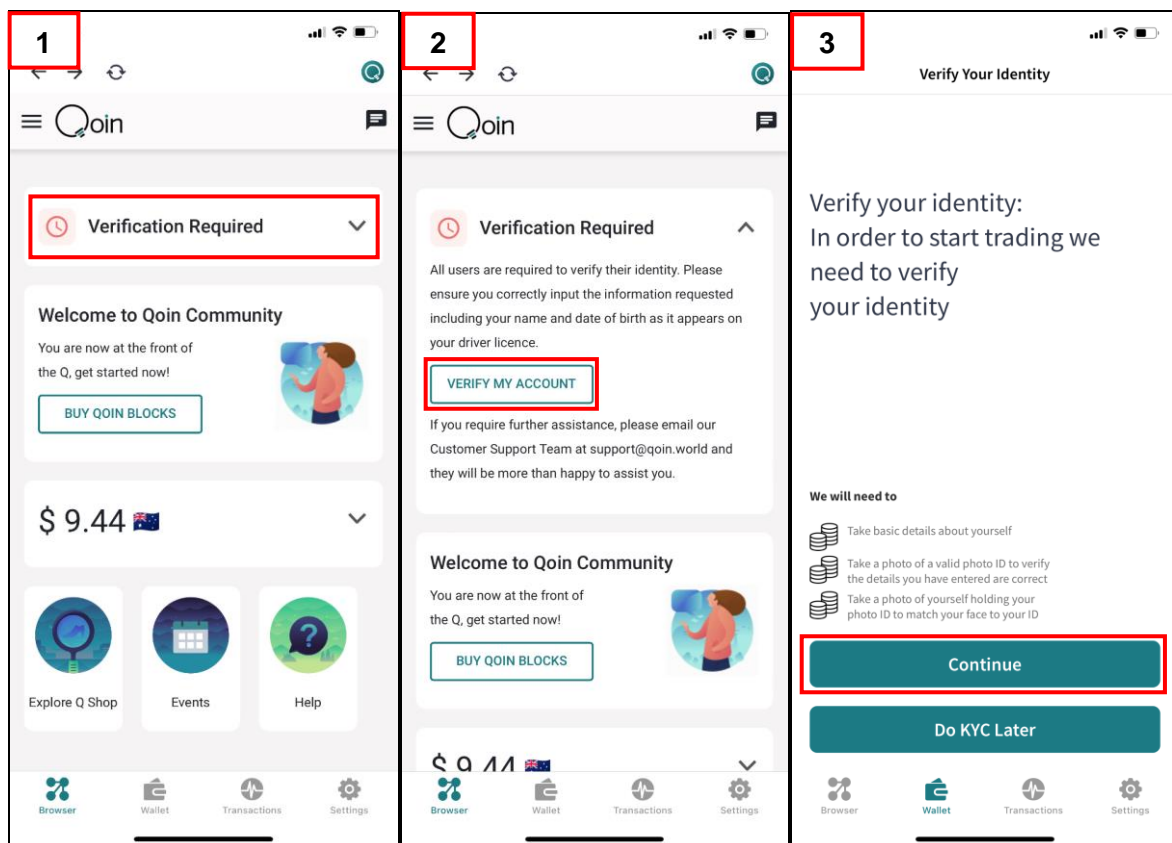 1
Qoin
Verification Required
Welcome to Qoin Community
You are now at the front of
the Q, get started now!
BUY QOIN BLOCKS
$ 9.44
Explore Q Shop
Events
Help
Browser
Wallet
Transactions
Settings
2
Qoin
Verification Required
All users are required to verify their identity. Please
ensure you correctly input the information requested
including your name and date of birth as it appears on
your driver licence.
VERIFY MY ACCOUNT
If you require further assistance, please email our
Customer Support Team at support@qoin.world and
they will be more than happy to assist you.
Welcome to Qoin Community
You are now at the front of
the Q, get started now!
BUY QOIN BLOCKS
$ 9.44
Browser
Wallet
Transactions
Settings
3
Verify Your Identity
Verify your identity:
In order to start trading we
need to verify
your identity
We will need to
Take basic details about yourself
Take a photo of a valid photo ID to verify
the details you have entered are correct
Take a photo of yourself holding your
photo ID to match your face to your ID
Continue
Do KYC Later
Browser
Wallet
Transactions
Settings